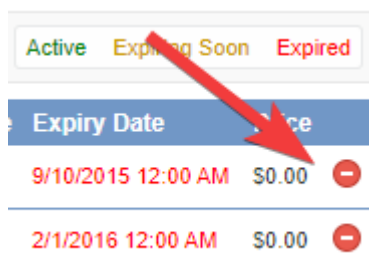 Active Expiring Soon Expired
Expiry Date
9/10/2015 12:00 AM $0.00
2/1/2016 12:00 AM $0.00